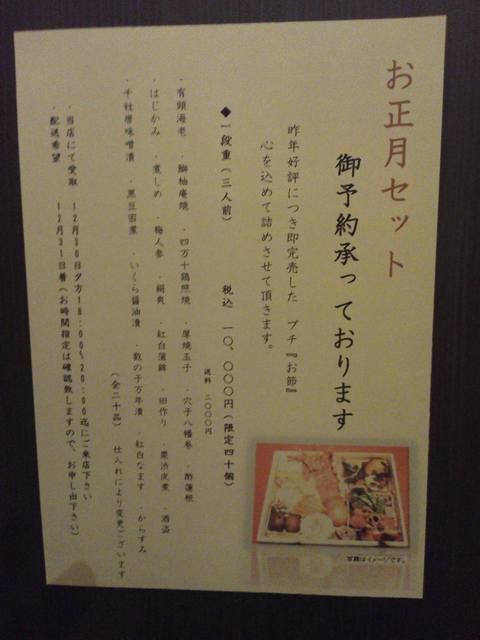 お正月セット
御予約承っております
昨年好評につき即完売した プチ『お節』
心を込めて詰めさせて頂きます。
◆一段重(三人前) 税込 一〇、〇〇〇円(限定四十個)
送料 二〇〇〇円
・有頭海老 ・鰤柚庵焼 ・四万十鶏照焼 ・厚焼玉子 ・穴子八幡巻 ・酢蓮根
・はじかみ ・煮しめ ・梅人参 ・絹爽 ・紅白蒲鉾 ・田作り ・栗渋皮煮 ・酒盗
・千社唐味噌漬 ・黒豆蜜煮 ・いくら醤油漬 ・数の子万年漬 ・紅白なます ・からすみ
(全二十品) 仕入れにより変更ございます
・当店にて受取 12月30日夕方18:00〜20:00迄にご来店下さい
・配送希望 12月31日着(お時間指定は確認致しますので、お申し出下さい)
写真はイメージです。